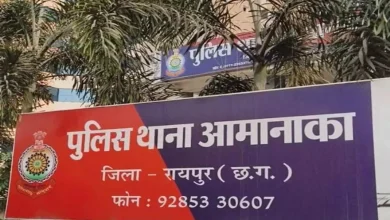 पुलिस
पुलिस थाना आमानाका
जिला - रायपुर ( छ.ग. )
फोन : 92853 30607